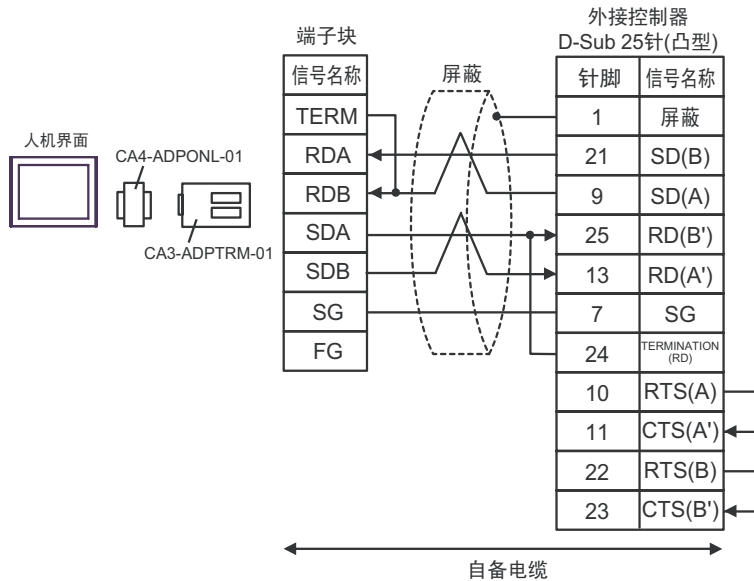 外接控制器
D-Sub 25针(凸型)
端子块
信号名称
屏蔽
针脚 信号名称
TERM
1 屏蔽
人机界面
CA4-ADPONL-01
RDA
21 SD(B)
RDB
9 SD(A)
CA3-ADPTRM-01
SDA
25 RD(B')
SDB
13 RD(A')
SG
7 SG
FG
24 TERMINATION
(RD)
10 RTS(A)
11 CTS(A')
22 RTS(B)
23 CTS(B')
自备电缆